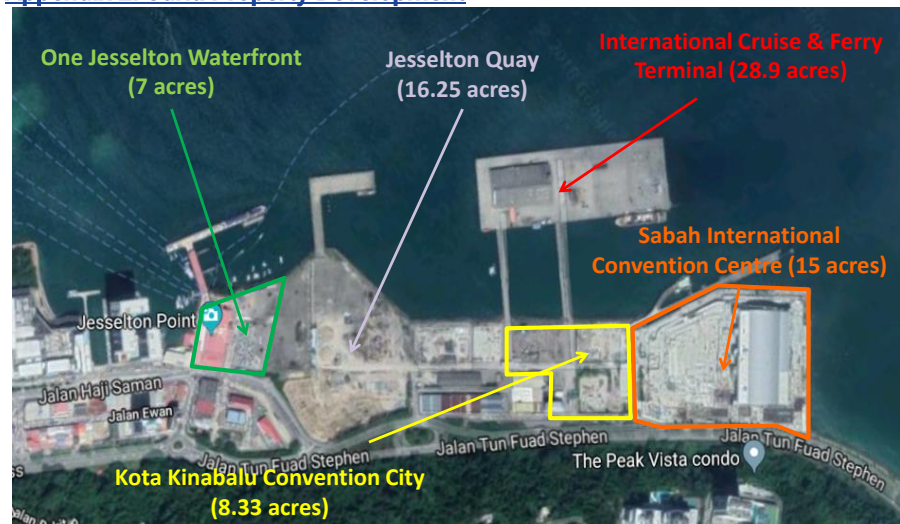 One Jesselton Waterfront
(7 acres)
Jesselton Quay
(16.25 acres)
International Cruise & Ferry
Terminal (28.9 acres)
Sabah International
Convention Centre (15 acres)
Jesselton Point
Jalan Haji Saman
Jalan Ewan
Jalan Tun Fuad Stephen
Jalan Tun Fuad Stephen
Jalan Tun Fuad Stephen
The Peak Vista condo
Kota Kinabalu Convention City
(8.33 acres)